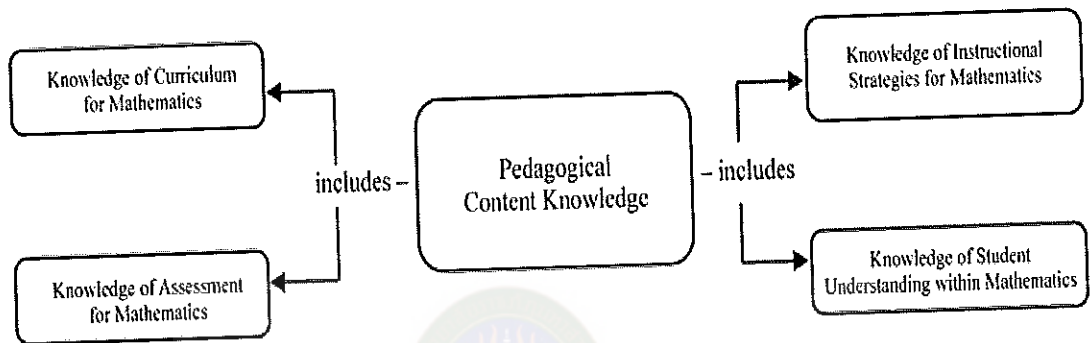 Knowledge of Curriculum
for Mathematics
Knowledge of Instructional
Strategies for Mathematics
includes –
Pedagogical
Content Knowledge
– includes
Knowledge of Assessment
for Mathematics
Knowledge of Student
Understanding within Mathematics